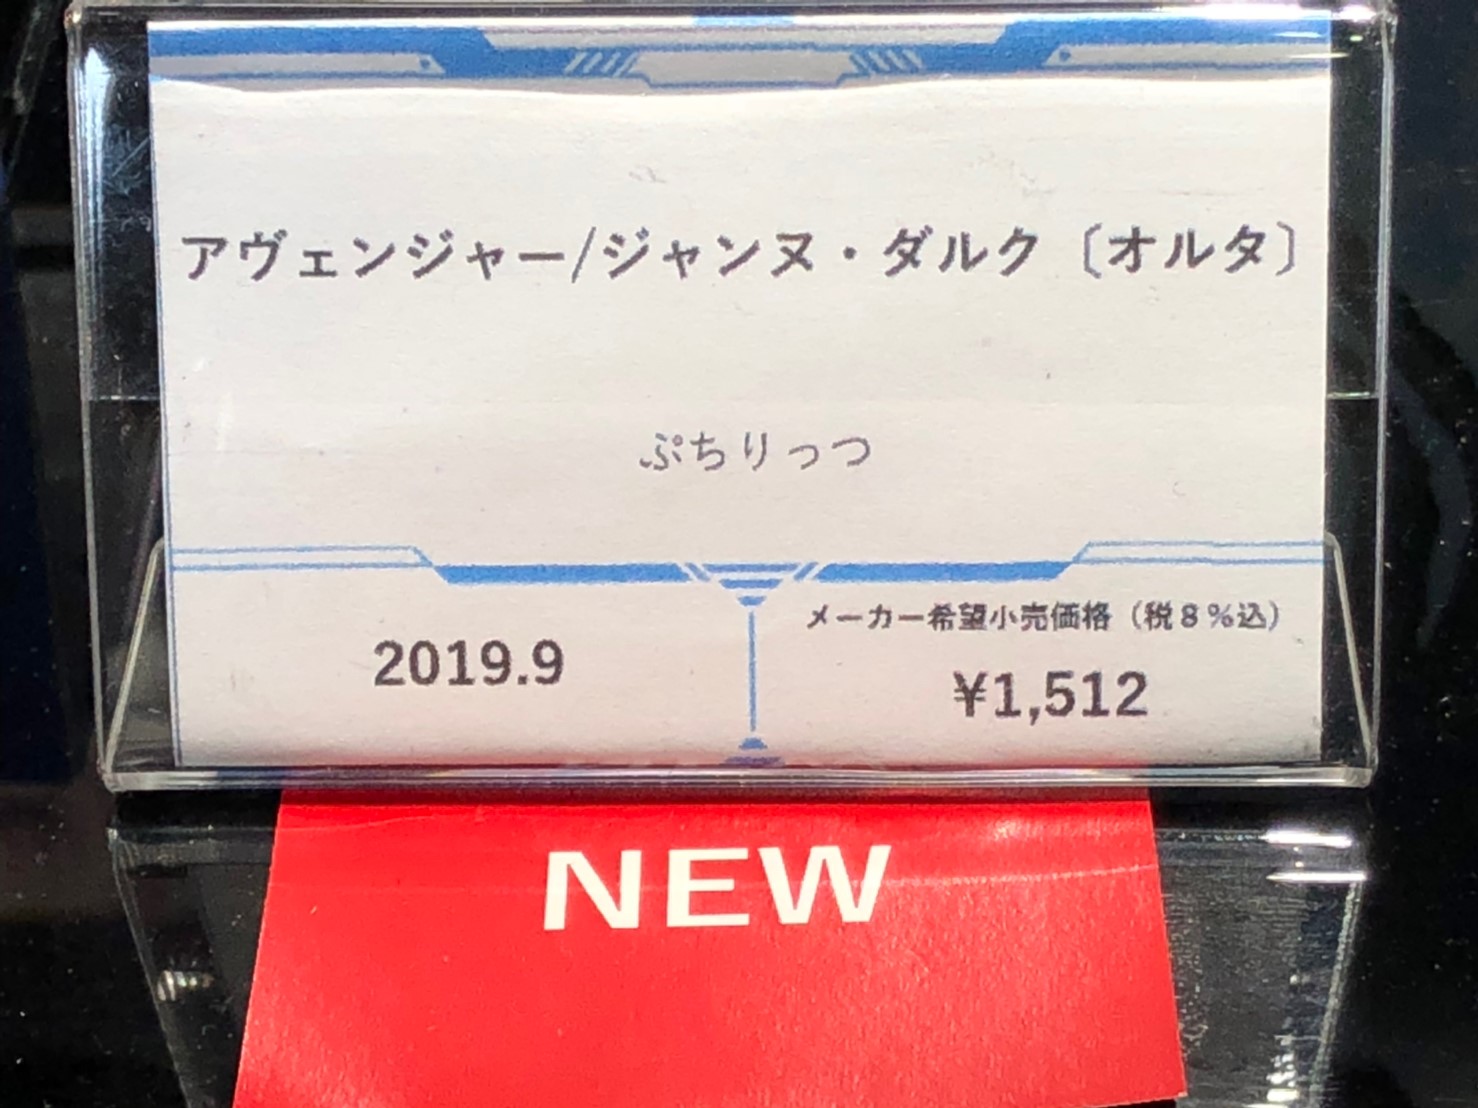 アヴェンジャー/ジャンヌ・ダルク〔オルタ〕
ぷちりっつ
2019.9
メーカー希望小売価格（税８％込）
¥1,512
NEW